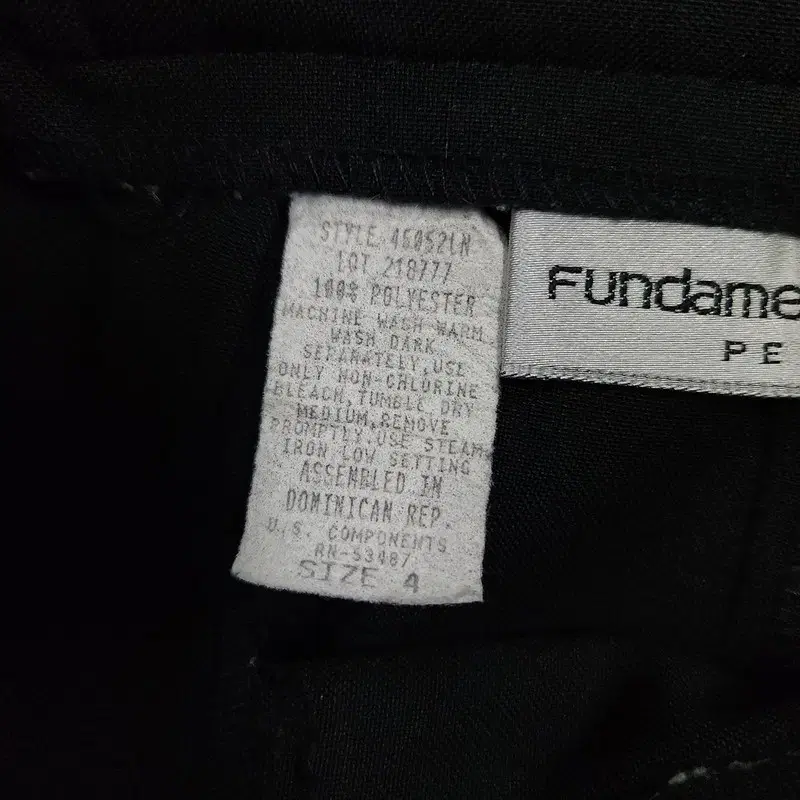 STYLE 46052LN
LOT 218777
100% POLYESTER
MACHINE WASH WARM
WASH DARK
SEPARATELY,USE
ONLY NON-CHLORINE
BLEACH,TUMBLE DRY
MEDIUM,REMOVE
PROMPTLY,USE STEAM
IRON LOW SETTING
ASSEMBLED IN
DOMINICAN REP.
U.S. COMPONENTS
RN-53487
SIZE 4
Fundame
PE